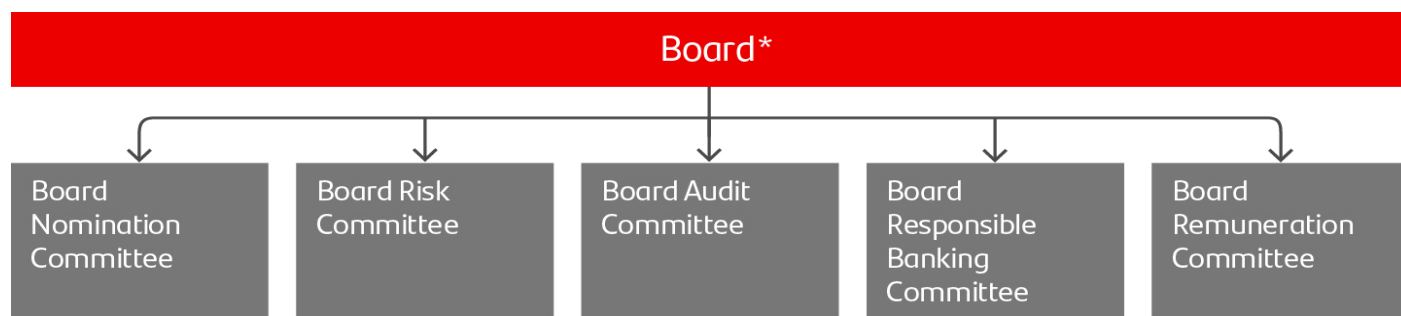 Board*
Board
Nomination
Committee
Board Risk
Committee
Board Audit
Committee
Board
Responsible
Banking
Committee
Board
Remuneration
Committee